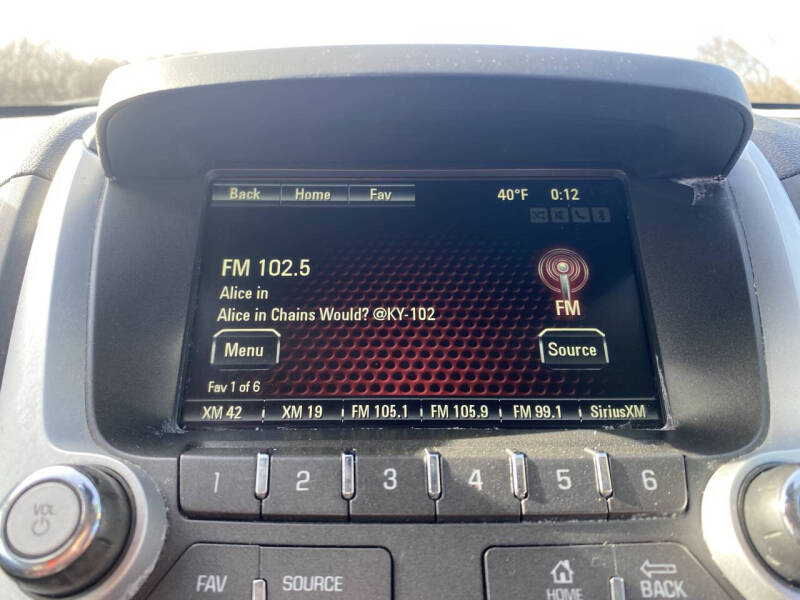 Back Home Fav 40°F 0:12
FM 102.5
Alice in
Alice in Chains Would? @KY-102
FM
Menu Source
Fav 1 of 6
XM 42 XM 19 FM 105.1 FM 105.9 FM 99.1 SiriusXM
1 2 3 4 5 6
VOL
FAV SOURCE HOME BACK